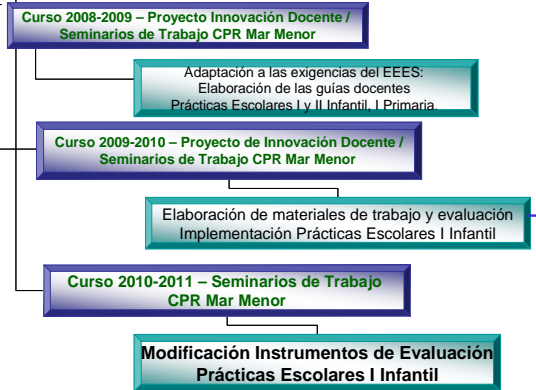 Curso 2008-2009 – Proyecto Innovación Docente /
Seminarios de Trabajo CPR Mar Menor
Adaptación a las exigencias del EEES:
Elaboración de las guías docentes
Prácticas Escolares I y II Infantil, I Primaria.
Curso 2009-2010 – Proyecto de Innovación Docente /
Seminarios de Trabajo CPR Mar Menor
Elaboración de materiales de trabajo y evaluación
Implementación Prácticas Escolares I Infantil
Curso 2010-2011 – Seminarios de Trabajo
CPR Mar Menor
Modificación Instrumentos de Evaluación
Prácticas Escolares I Infantil